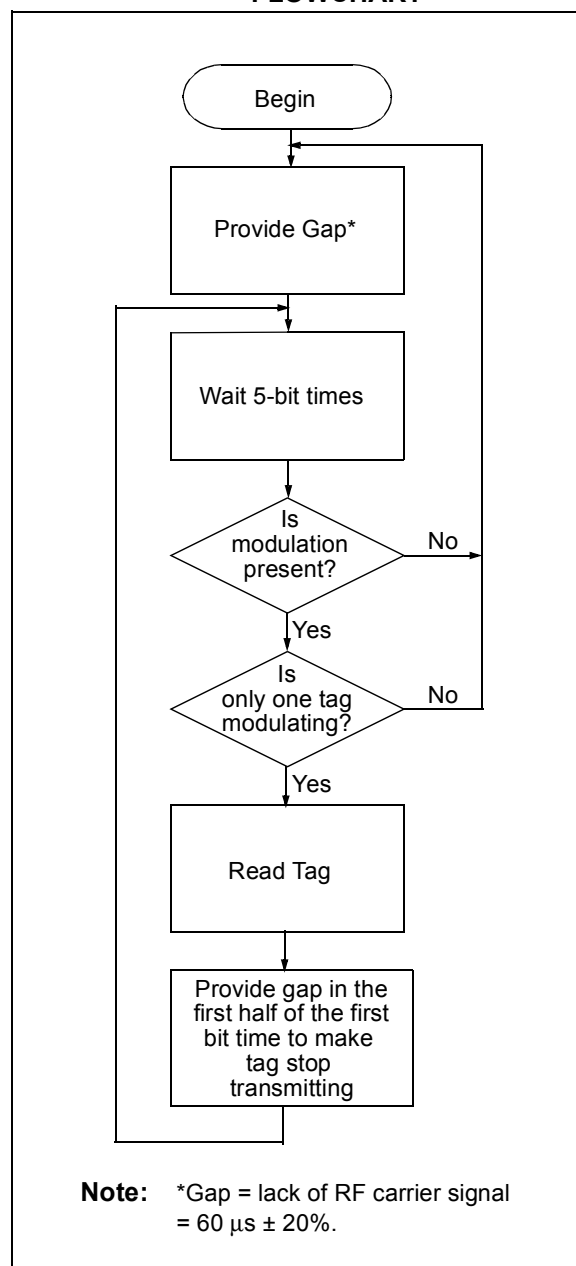 FLOWCHART
Begin
Provide Gap*
Wait 5-bit times
Is
modulation
present?
No
Yes
Is
only one tag
modulating?
No
Yes
Read Tag
Provide gap in the
first half of the first
bit time to make
tag stop
transmitting
Note: *Gap = lack of RF carrier signal
= 60 μs ± 20%.